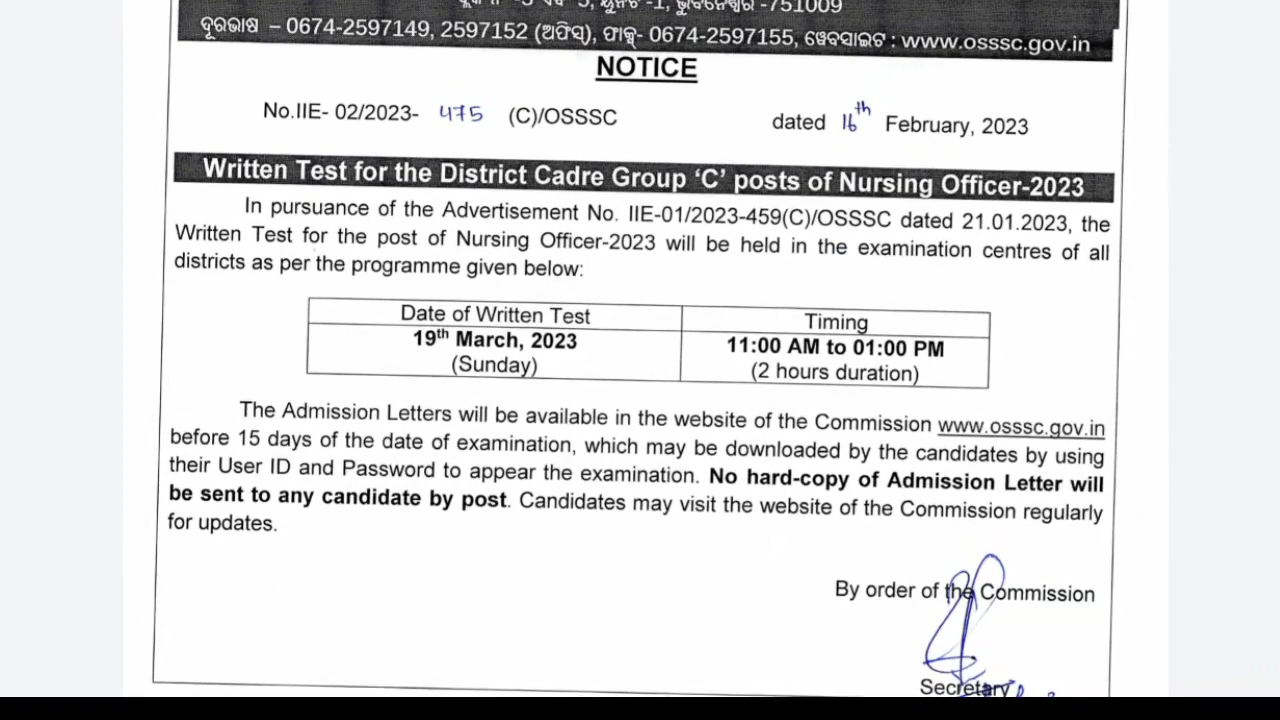 -751009
ଦୂରଭାଷ – 0674-2597149, 2597152 (ଅଫିସ୍), ଫାକ୍ସ- 0674-2597155, ୱେବସାଇଟ : www.osssc.gov.in
NOTICE
No.IIE- 02/2023- 475 (C)/OSSSC dated 16th February, 2023
Written Test for the District Cadre Group ‘C’ posts of Nursing Officer-2023
In pursuance of the Advertisement No. IIE-01/2023-459(C)/OSSSC dated 21.01.2023, the
Written Test for the post of Nursing Officer-2023 will be held in the examination centres of all
districts as per the programme given below:
Date of Written Test Timing
19th March, 2023 11:00 AM to 01:00 PM
(Sunday) (2 hours duration)
The Admission Letters will be available in the website of the Commission www.osssc.gov.in
before 15 days of the date of examination, which may be downloaded by the candidates by using
their User ID and Password to appear the examination. No hard-copy of Admission Letter will
be sent to any candidate by post. Candidates may visit the website of the Commission regularly
for updates.
By order of the Commission
Secretary